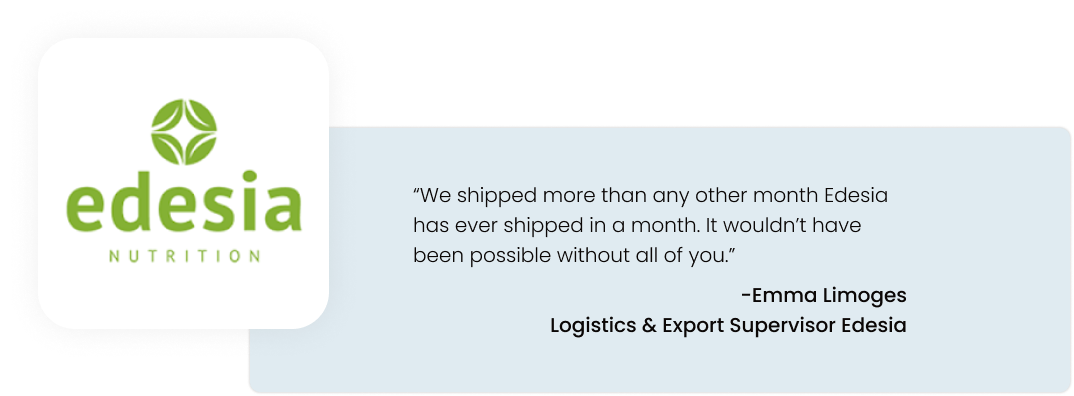 edesia
NUTRITION
“We shipped more than any other month Edesia
has ever shipped in a month. It wouldn’t have
been possible without all of you.”
-Emma Limoges
Logistics & Export Supervisor Edesia